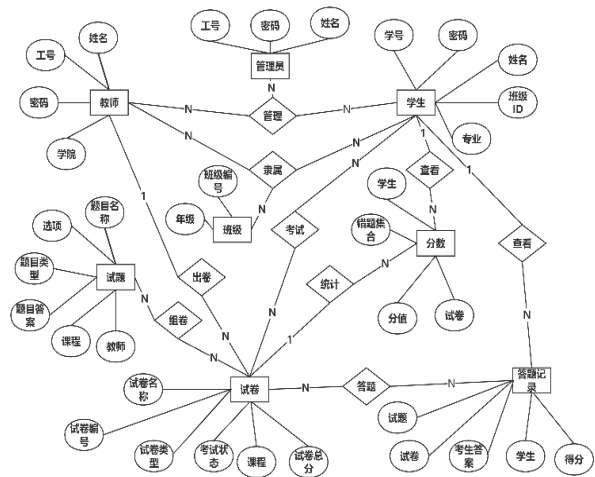 工号
密码
姓名
管理员
N
姓名
工号
密码
教师
学院
N
管理
N
学号
密码
姓名
班级
ID
专业
学生
N
隶属
N
N
班级编
号
年级
班级
N
考试
N
1
查看
N
1
查看
N
学生
错题集
合
分数
分值
试卷
题目名
称
选项
题目类
型
试题
题目答
案
课程
教师
1
出卷
N
N
组卷
N
统计
N
1
试卷名
称
试卷
试卷编
号
试卷类
型
考试状
态
课程
试卷总
分
N
答题
N
答题记
录
试题
试卷
考生答
案
学生
得分